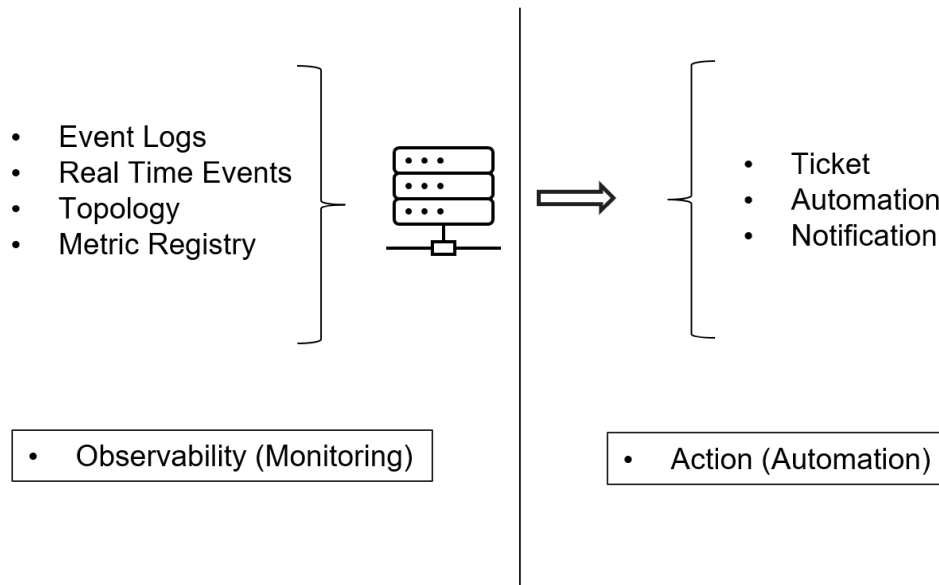 • Event Logs
• Real Time Events
• Topology
• Metric Registry
• Ticket
• Automation
• Notification
• Observability (Monitoring)
• Action (Automation)